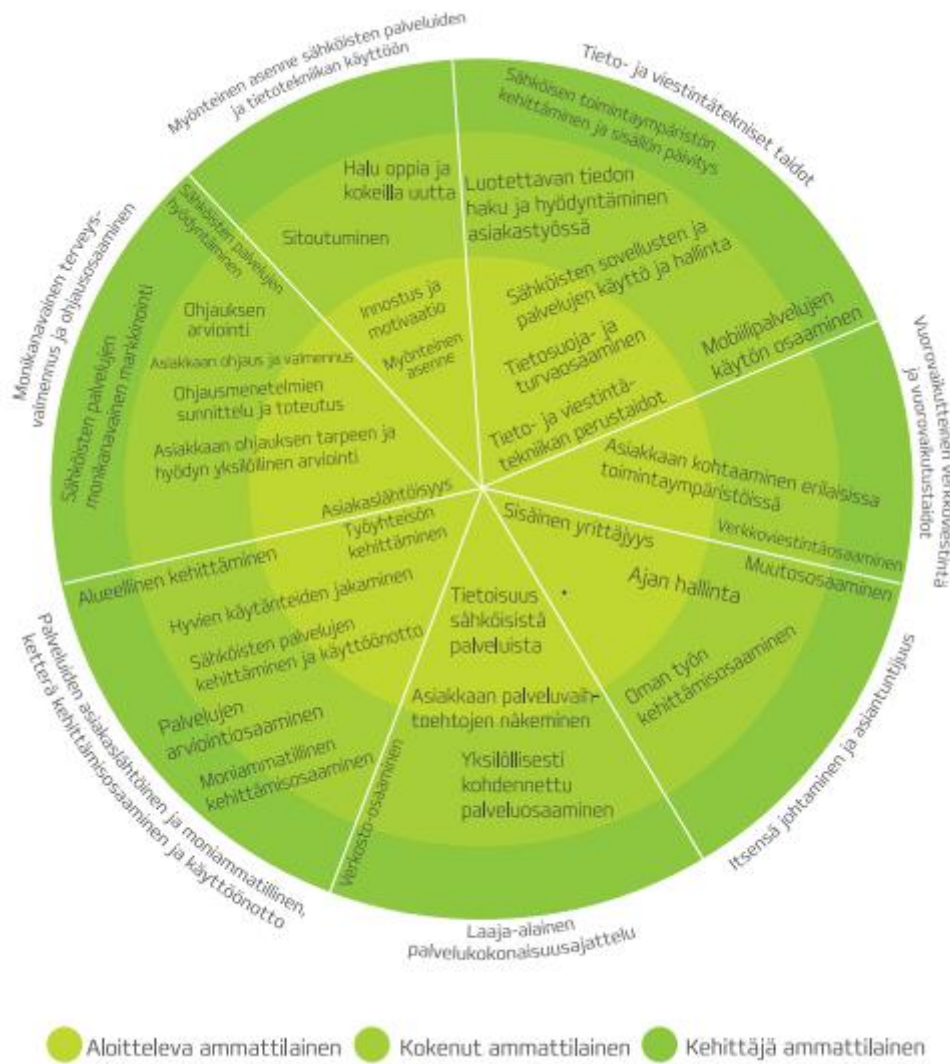 Myönteinen asenne sähköisten palveluiden
ja tietotekniikan käyttöön
Halu oppia ja
kokeilla uutta
Sitoutuminen
Innostus ja
motivaatio
Myönteinen
asenne
Tieto- ja viestintätekniset taidot
Sähköisen toimintaympäristön
kehittäminen ja sisällön päivitys
Luotettavan tiedon
haku ja hyödyntäminen
asiakastyössä
Sähköisten sovellusten ja
palvelujen käyttö ja hallinta
Mobiilipalvelujen
käytön osaaminen
Tietosuoja- ja
turvaosaaminen
Tieto- ja viestintä-
tekniikan perustaidot
Vuorovaikutteinen verkkoviestintä
ja vuorovaikutustaidot
Asiakkaan kohtaaminen erilaisissa
toimintaympäristöissä
Verkkoviestintäosaaminen
Itsensä johtaminen ja asiantuntijuus
Sisäinen yrittäjyys
Muutososaaminen
Ajan hallinta
Oman työn
kehittämisosaaminen
Laaja-alainen
palvelukokonaisuusajattelu
Tietoisuus
sähköisistä
palveluista
Asiakkaan palveluvaih-
toehtojen näkeminen
Yksilöllisesti
kohdennettu
palveluosaaminen
Verkosto-osaaminen
Palveluiden asiakaslähtöinen ja moniammatillinen,
ketterä kehittämisosaaminen ja käyttöönotto
Työyhteisön
kehittäminen
Alueellinen kehittäminen
Hyvien käytänteiden jakaminen
Sähköisten palvelujen
kehittäminen ja käyttöönotto
Palvelujen
arviointiosaaminen
Moniammatillinen
kehittämisosaaminen
Monikanavainen terveys-
valmennus ja ohjausosaaminen
Sähköisten palvelujen
hyödyntäminen
Sähköisten palvelujen
monikanavainen markkinointi
Ohjauksen
arviointi
Asiakkaan ohjaus ja valmennus
Ohjausmenetelmien
sunnittelu ja toteutus
Asiakkaan ohjauksen tarpeen ja
hyödyn yksilöllinen arviointi
Asiakaslähtöisyys
Aloitteleva ammattilainen
Kokenut ammattilainen
Kehittäjä ammattilainen